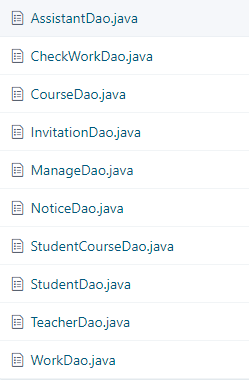 AssistantDao.java
CheckWorkDao.java
CourseDao.java
InvitationDao.java
ManageDao.java
NoticeDao.java
StudentCourseDao.java
StudentDao.java
TeacherDao.java
WorkDao.java